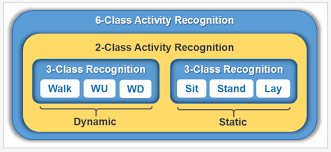 6-Class Activity Recognition
2-Class Activity Recognition
3-Class Recognition
Walk WU WD
Dynamic
3-Class Recognition
Sit Stand Lay
Static